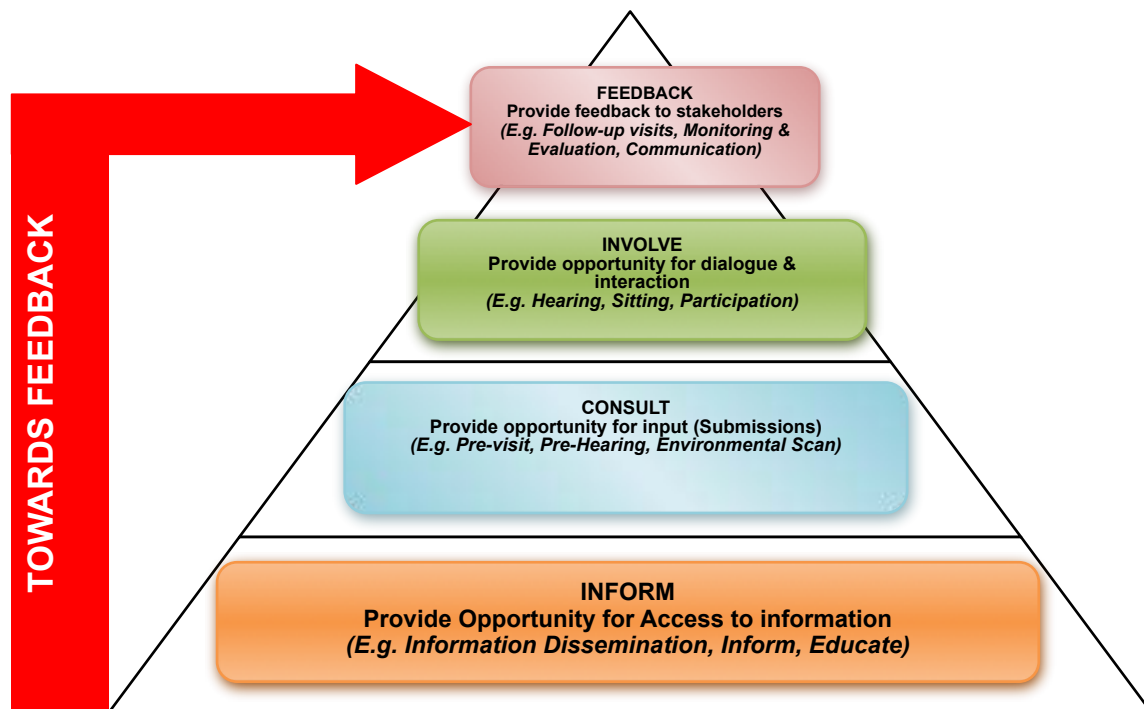 FEEDBACK
Provide feedback to stakeholders
(E.g. Follow-up visits, Monitoring &
Evaluation, Communication)
INVOLVE
Provide opportunity for dialogue &
interaction
(E.g. Hearing, Sitting, Participation)
CONSULT
Provide opportunity for input (Submissions)
(E.g. Pre-visit, Pre-Hearing, Environmental Scan)
INFORM
Provide Opportunity for Access to information
(E.g. Information Dissemination, Inform, Educate)
TOWARDS FEEDBACK